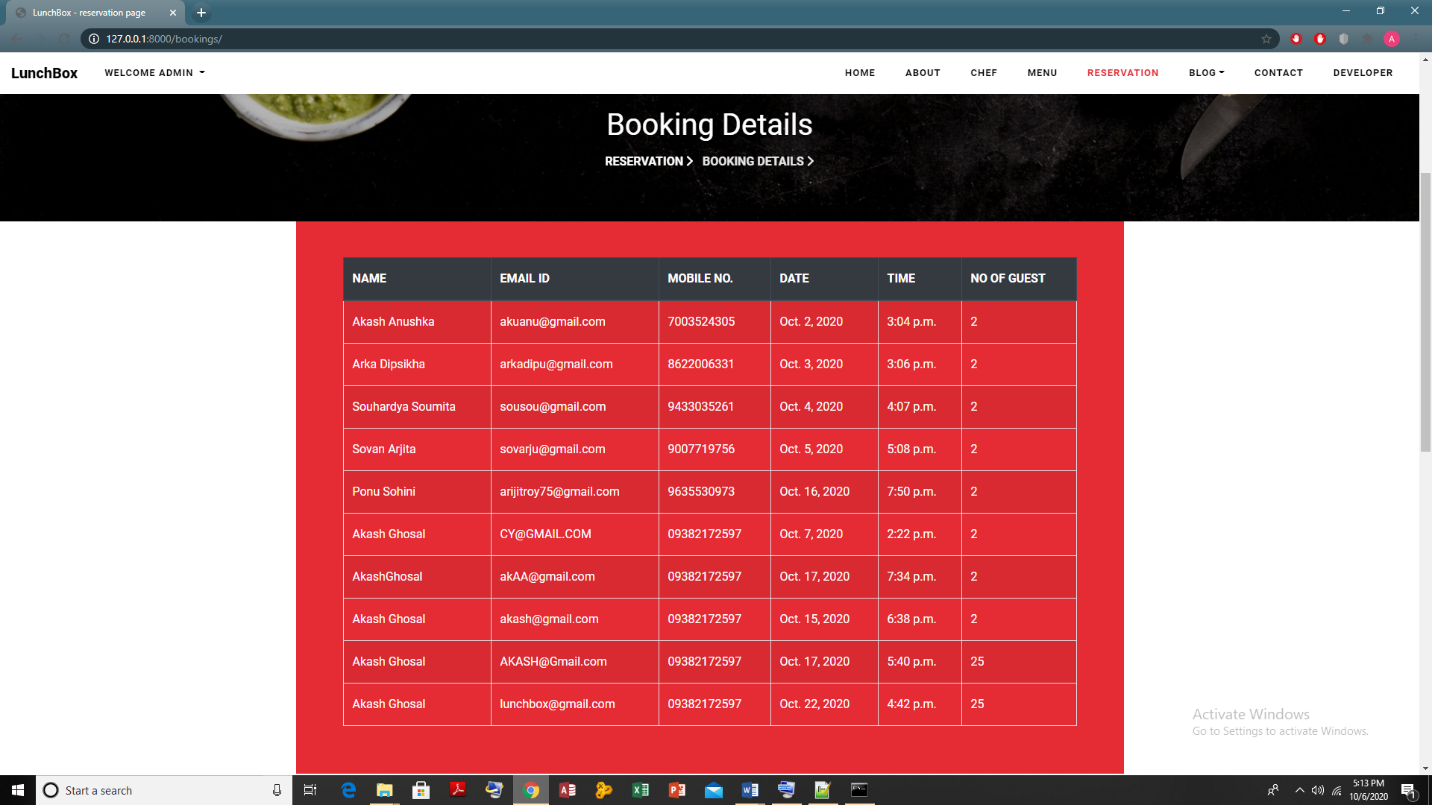 LunchBox - reservation page
127.0.0.1:8000/bookings/
A
LunchBox WELCOME ADMIN HOME ABOUT CHEF MENU RESERVATION BLOG CONTACT DEVELOPER
Booking Details
RESERVATION BOOKING DETAILS
NAME EMAIL ID MOBILE NO. DATE TIME NO OF GUEST
Akash Anushka akuanu@gmail.com 7003524305 Oct. 2, 2020 3:04 p.m. 2
Arka Dipsikha arkadipu@gmail.com 8622006331 Oct. 3, 2020 3:06 p.m. 2
Souhardya Soumita sousou@gmail.com 9433035261 Oct. 4, 2020 4:07 p.m. 2
Sovan Arjita sovarju@gmail.com 9007719756 Oct. 5, 2020 5:08 p.m. 2
Ponu Sohini arijitroy75@gmail.com 9635530973 Oct. 16, 2020 7:50 p.m. 2
Akash Ghosal CY@GMAIL.COM 09382172597 Oct. 7, 2020 2:22 p.m. 2
AkashGhosal akAA@gmail.com 09382172597 Oct. 17, 2020 7:34 p.m. 2
Akash Ghosal akash@gmail.com 09382172597 Oct. 15, 2020 6:38 p.m. 2
Akash Ghosal AKASH@Gmail.com 09382172597 Oct. 17, 2020 5:40 p.m. 25
Akash Ghosal lunchbox@gmail.com 09382172597 Oct. 22, 2020 4:42 p.m. 25
Activate Windows
Go to Settings to activate Windows.
Start a search
5:13 PM
10/6/2020
1